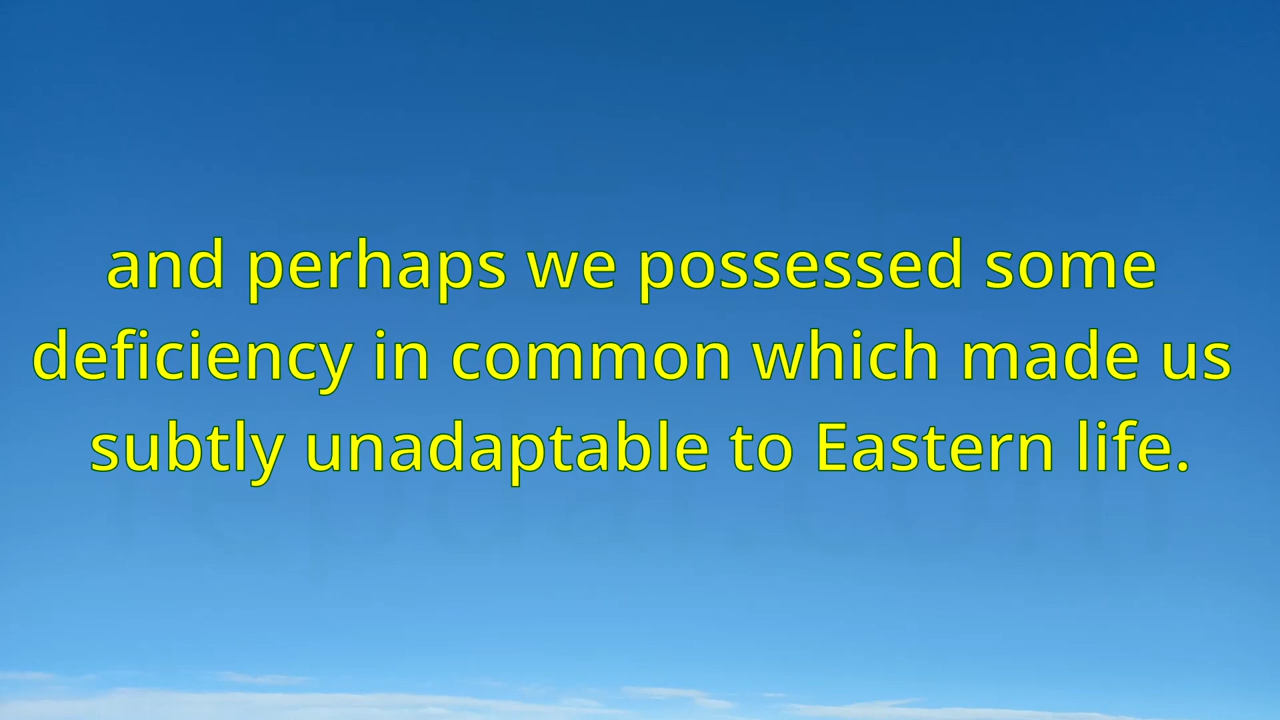 and perhaps we possessed some
deficiency in common which made us
subtly unadaptable to Eastern life.